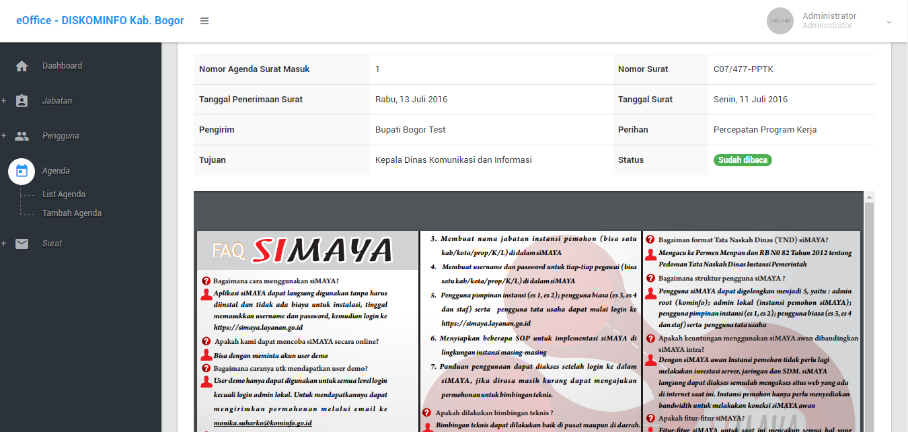 eOffice - DISKOMINFO Kab. Bogor
Administrator
Administrator
Dashboard
Jabatan
Pengguna
Agenda
List Agenda
Tambah Agenda
Surat
Nomor Agenda Surat Masuk 1 Nomor Surat C07/477-PPTK
Tanggal Penerimaan Surat Rabu, 13 Juli 2016 Tanggal Surat Senin, 11 Juli 2016
Pengirim Bupati Bogor Test Perihan Percepatan Program Kerja
Tujuan Kepala Dinas Komunikasi dan Informasi Status Sudah dibaca
FAQ SIMAYA
Bagaimana cara menggunakan siMAYA?
Aplikasi siMAYA dapat langsung digunakan tanpa harus
diinstal dan tidak ada biaya untuk instalasi, tinggal
memasukkan username dan password, kemudian login ke
https://simaya.layanan.go.id
Apakah kami dapat mencoba siMAYA secara online?
Bisa dengan meminta akun user demo
Bagaimana caranya utk mendapatkan user demo?
User demo hanya dapat digunakan untuk semua level login
kecuali login admin lokal. Untuk mendapatkannya dapat
mengirimkan permohonan melalui email ke
monika.suharko@kominfo.go.id
3. Membuat nama jabatan instansi pemohon (bisa satu
kab/kota/prop/K/L) di dalam siMAYA
4. Membuat username dan password untuk tiap-tiap pegawai (bisa
satu kab/kota/prop/K/L) di dalam siMAYA
5. Pengguna pimpinan instansi (es 1, es 2); pengguna biasa (es 3, es 4
dan staf) serta pengguna tata usaha dapat mulai login ke
https://simaya.layanan.go.id
6. Menyiapkan beberapa SOP untuk implementasi siMAYA di
lingkungan instansi masing-masing
7. Panduan penggunaan dapat diakses setelah login ke dalam
siMAYA, jika dirasa masih kurang dapat mengajukan
permohonan untuk bimbingan teknis.
Apakah dilakukan bimbingan teknis ?
Bimbingan teknis dapat dilakukan baik di pusat maupun di daerah.
Bagaiman format Tata Naskah Dinas (TND) siMAYA?
Mengacu ke Permen Menpan dan RB N0 82 Tahun 2012 tentang
Pedoman Tata Naskah Dinas Instansi Pemerintah
Bagaimana struktur pengguna siMAYA ?
Pengguna siMAYA dapat digolongkan menjadi 5, yaitu : admin
root (kominfo); admin lokal (instansi pemohon siMAYA);
pengguna pimpinan instansi (es 1, es 2); pengguna biasa (es 3, es 4
dan staf) serta pengguna tata usaha
Apakah keuntungan menggunakan siMAYA awan dibandingkan
siMAYA intra?
Dengan siMAYA awan Instansi pemohon tidak perlu lagi
melakukan investasi server, jaringan dan SDM. siMAYA
langsung dapat diakses semudah mengakses situs web yang ada
di internet saat ini. Instansi pemohon hanya perlu menyediakan
bandwidth untuk melakukan koneksi siMAYA awan
Apakah fitur-fitur siMAYA?
Fitur-fitur siMAYA untuk saat ini mencakup semua hal yang